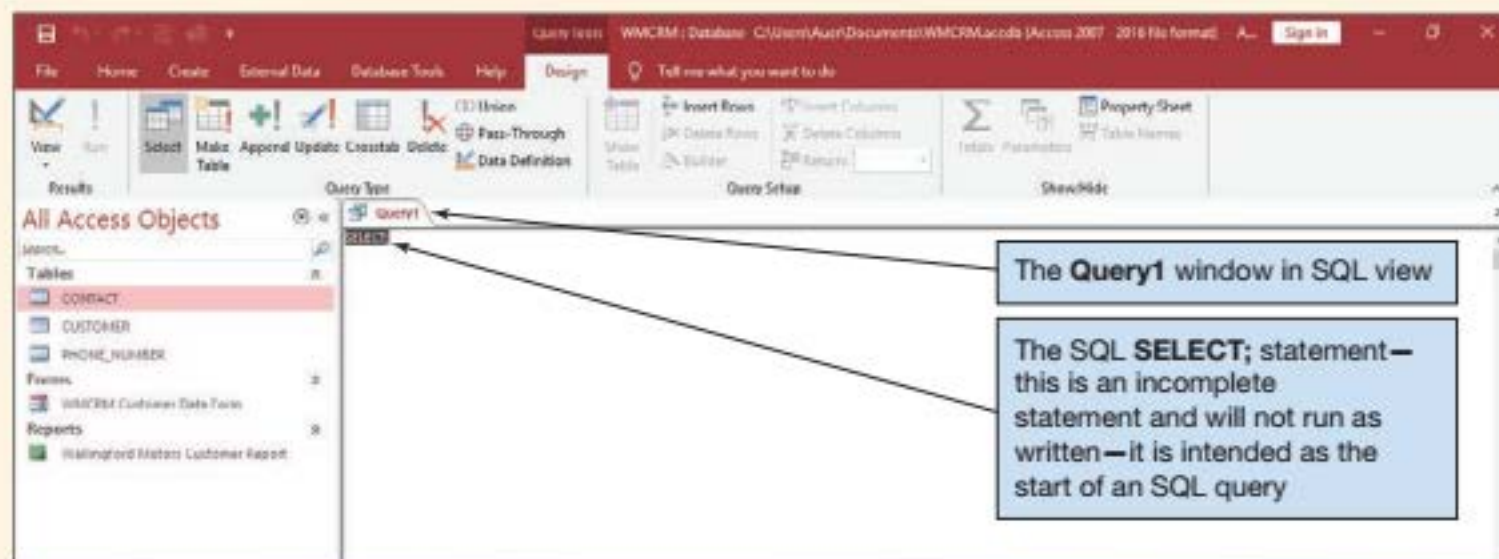 Query Tools WMCRM : Database- C:\Users\Auer\Documents\WMCRM.accdb (Access 2007 - 2016 file format) A... Sign in
File Home Create External Data Database Tools Help Design Tell me what you want to do
View Run Select Make Table Append Update Crosstab Delete
Union
Pass-Through
Data Definition
Show Table
Insert Rows
Delete Rows
Builder
Insert Columns
Delete Columns
Return:
Totals Parameters
Property Sheet
Table Names
Results Query Type Query Setup Show/Hide
All Access Objects
Search...
Tables
CONTACT
CUSTOMER
PHONE_NUMBER
Forms
WMCRM Customer Data Form
Reports
Wallingford Motors Customer Report
Query1
SELECT;
The Query1 window in SQL view
The SQL SELECT; statement—
this is an incomplete
statement and will not run as
written—it is intended as the
start of an SQL query